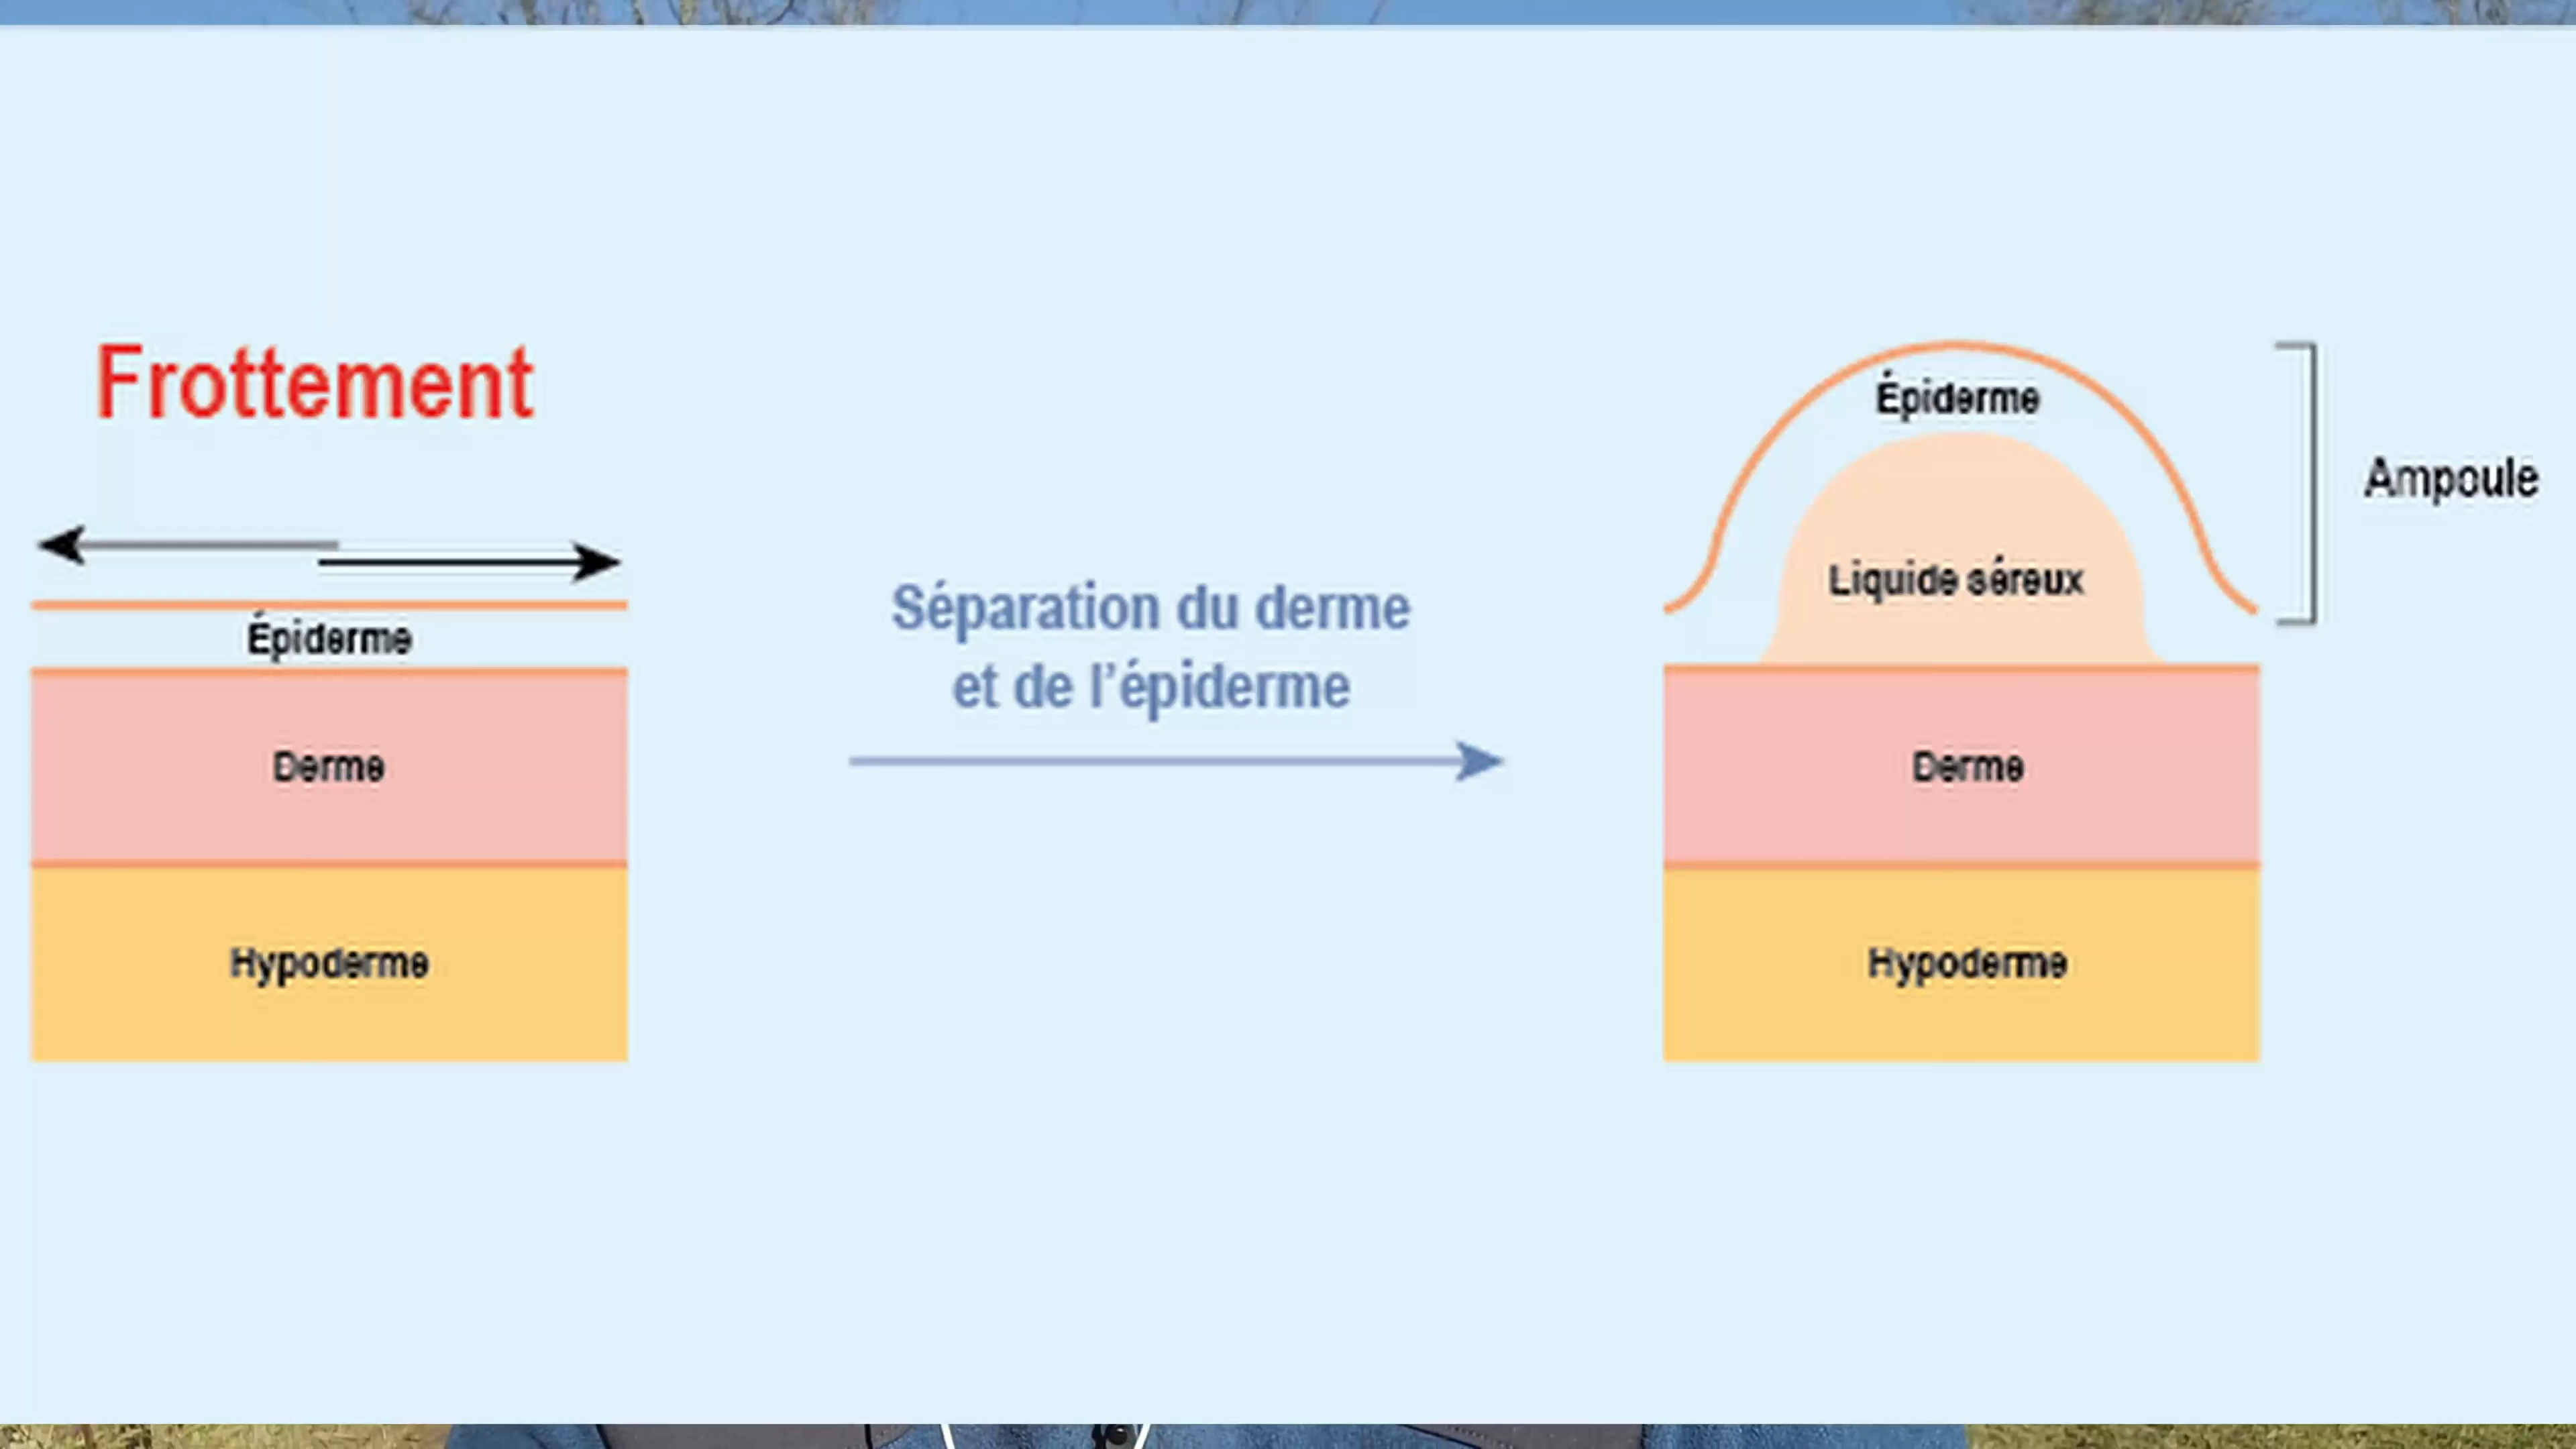 Frottement
Épiderme
Derme
Hypoderme
Séparation du derme
et de l’épiderme
Épiderme
Liquide séreux
Derme
Hypoderme
Ampoule